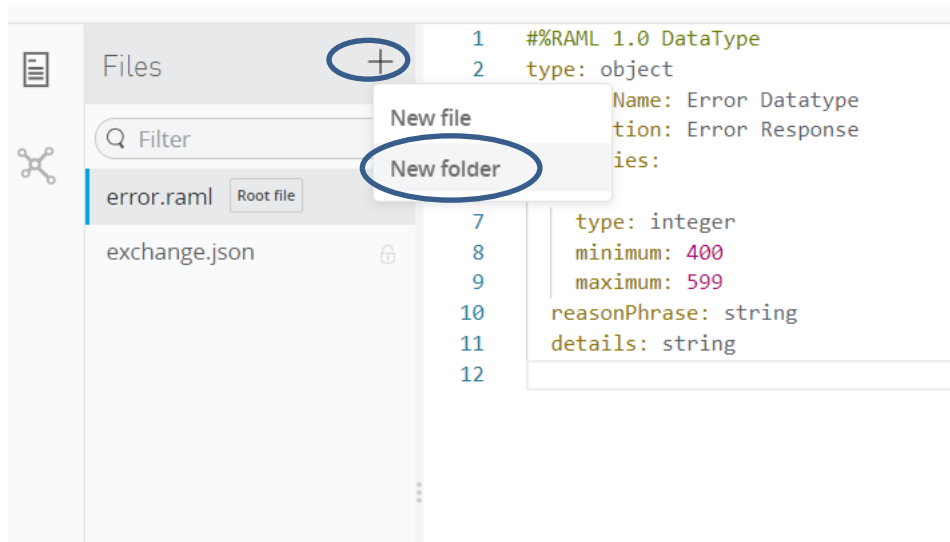 Files
+
New file
New folder
Filter
error.raml Root file
exchange.json
1 #%RAML 1.0 DataType
2 type: object
Name: Error Datatype
tion: Error Response
ies:
7 type: integer
8 minimum: 400
9 maximum: 599
10 reasonPhrase: string
11 details: string
12